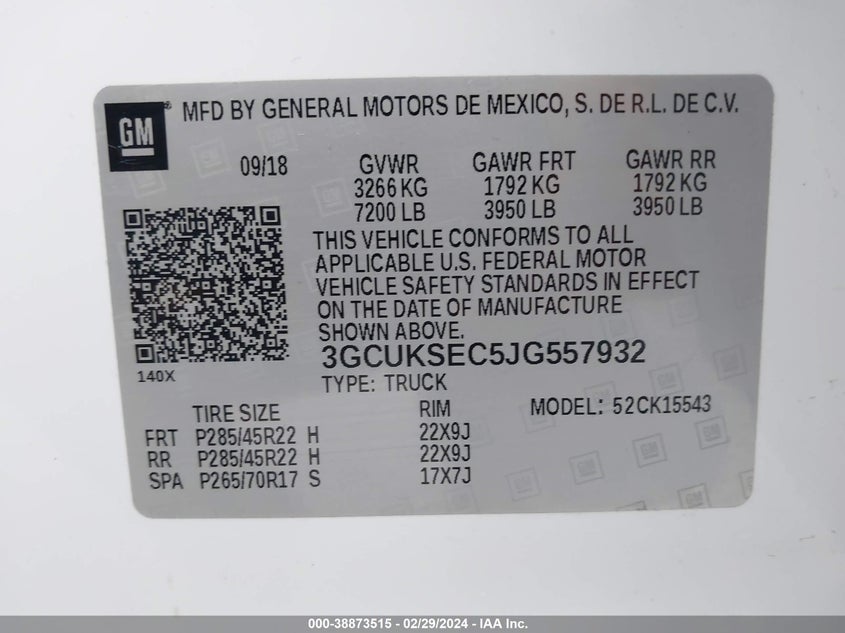 GM ® MFD BY GENERAL MOTORS DE MEXICO, S. DE R.L. DE C.V.
09/18 GVWR GAWR FRT GAWR RR
3266 KG 1792 KG 1792 KG
7200 LB 3950 LB 3950 LB
THIS VEHICLE CONFORMS TO ALL
APPLICABLE U.S. FEDERAL MOTOR
VEHICLE SAFETY STANDARDS IN EFFECT
ON THE DATE OF MANUFACTURE
SHOWN ABOVE.
3GCUKSEC5JG557932
140X TYPE: TRUCK
TIRE SIZE RIM MODEL: 52CK15543
FRT P285/45R22 H 22X9J
RR P285/45R22 H 22X9J
SPA P265/70R17 S 17X7J
000-38873515 - 02/29/2024 - IAA Inc.